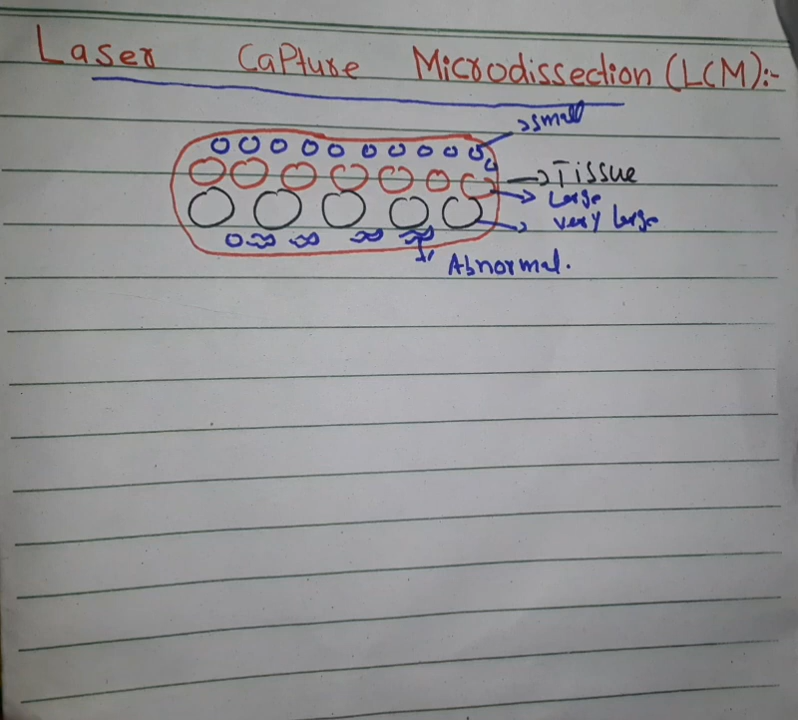 Laser Capture Microdissection (LCM):-
small
Tissue
Large
very large
Abnormal.